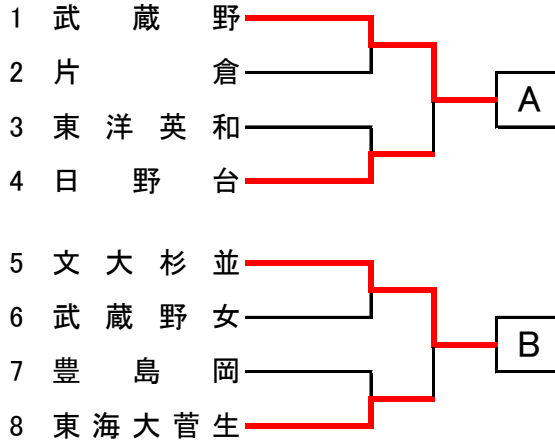 1 武蔵野
2 片倉
A
3 東洋英和
4 日野台
5 文大杉並
6 武蔵野女
B
7 豊島岡
8 東海大菅生